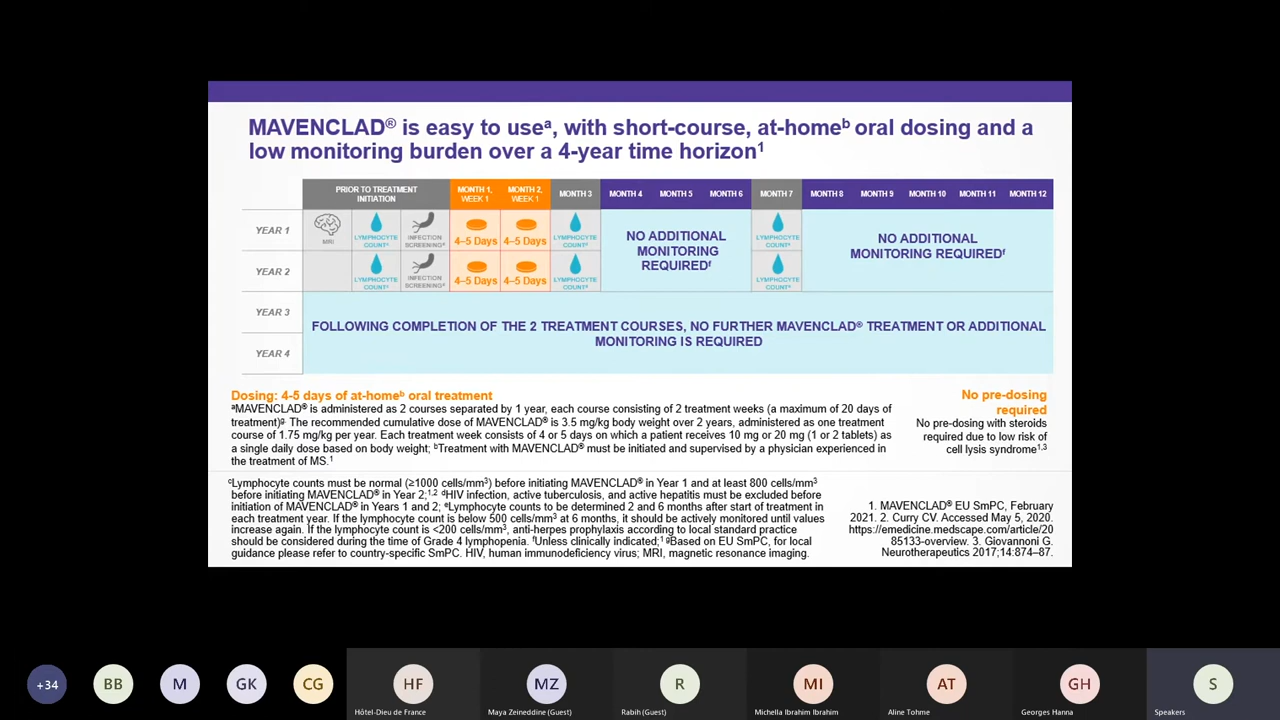 MAVENCLAD® is easy to useᵃ, with short-course, at-homeᵇ oral dosing and a
low monitoring burden over a 4-year time horizon¹
PRIOR TO TREATMENT
INITIATION
MONTH 1,
WEEK 1
MONTH 2,
WEEK 1
MONTH 3
MONTH 4
MONTH 5
MONTH 6
MONTH 7
MONTH 8
MONTH 9
MONTH 10
MONTH 11
MONTH 12
YEAR 1
MRI
LYMPHOCYTE
COUNTᶜ
INFECTION
SCREENINGᵈ
4–5 Days
4–5 Days
LYMPHOCYTE
COUNTᵉ
NO ADDITIONAL
MONITORING
REQUIREDᶠ
LYMPHOCYTE
COUNTᵉ
NO ADDITIONAL
MONITORING REQUIREDᶠ
YEAR 2
LYMPHOCYTE
COUNTᶜ
INFECTION
SCREENINGᵈ
4–5 Days
4–5 Days
LYMPHOCYTE
COUNTᵉ
LYMPHOCYTE
COUNTᵉ
YEAR 3
FOLLOWING COMPLETION OF THE 2 TREATMENT COURSES, NO FURTHER MAVENCLAD® TREATMENT OR ADDITIONAL
MONITORING IS REQUIRED
YEAR 4
Dosing: 4-5 days of at-homeᵇ oral treatment
ᵃMAVENCLAD® is administered as 2 courses separated by 1 year, each course consisting of 2 treatment weeks (a maximum of 20 days of
treatment)ᵍ. The recommended cumulative dose of MAVENCLAD® is 3.5 mg/kg body weight over 2 years, administered as one treatment
course of 1.75 mg/kg per year. Each treatment week consists of 4 or 5 days on which a patient receives 10 mg or 20 mg (1 or 2 tablets) as
a single daily dose based on body weight; ᵇTreatment with MAVENCLAD® must be initiated and supervised by a physician experienced in
the treatment of MS.¹
No pre-dosing
required
No pre-dosing with steroids
required due to low risk of
cell lysis syndrome¹,³
ᶜLymphocyte counts must be normal (≥1000 cells/mm³) before initiating MAVENCLAD® in Year 1 and at least 800 cells/mm³
before initiating MAVENCLAD® in Year 2;¹,² ᵈHIV infection, active tuberculosis, and active hepatitis must be excluded before
initiation of MAVENCLAD® in Years 1 and 2; ᵉLymphocyte counts to be determined 2 and 6 months after start of treatment in
each treatment year. If the lymphocyte count is below 500 cells/mm³ at 6 months, it should be actively monitored until values
increase again. If the lymphocyte count is <200 cells/mm³, anti-herpes prophylaxis according to local standard practice
should be considered during the time of Grade 4 lymphopenia. ᶠUnless clinically indicated;¹ ᵍBased on EU SmPC, for local
guidance please refer to country-specific SmPC. HIV, human immunodeficiency virus; MRI, magnetic resonance imaging.
1. MAVENCLAD® EU SmPC, February
2021. 2. Curry CV. Accessed May 5, 2020.
https://emedicine.medscape.com/article/20
85133-overview. 3. Giovannoni G.
Neurotherapeutics 2017;14:874–87.
+34
BB
M
GK
CG
HF
MZ
R
MI
AT
GH
S
Hôtel-Dieu de France
Maya Zeineddine (Guest)
Rabih (Guest)
Michella Ibrahim Ibrahim
Aline Tohme
Georges Hanna
Speakers